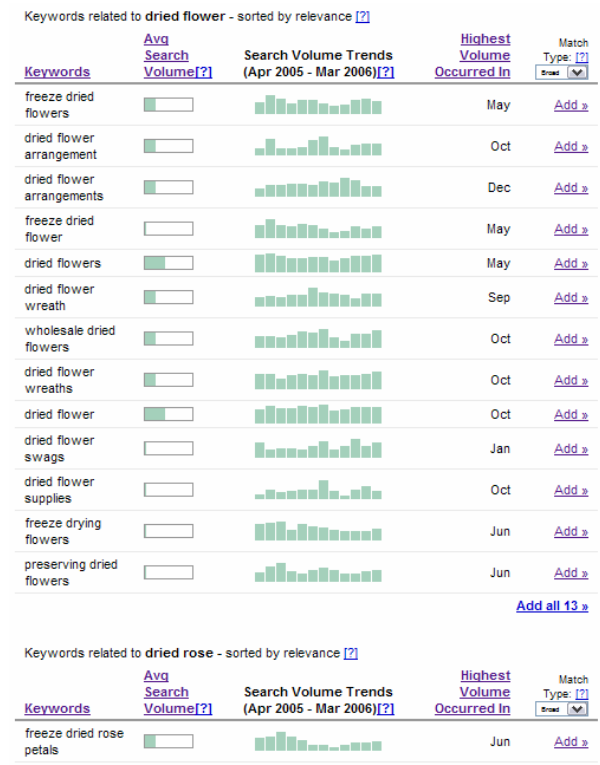 Keywords related to dried flower - sorted by relevance [?]
Avg Highest
Search Search Volume Trends Volume Match
Keywords Volume[?] (Apr 2005 - Mar 2006)[?] Occurred In Type: [?]
Broad
freeze dried
flowers May Add »
dried flower
arrangement Oct Add »
dried flower
arrangements Dec Add »
freeze dried
flower May Add »
dried flowers May Add »
dried flower
wreath Sep Add »
wholesale dried
flowers Oct Add »
dried flower
wreaths Oct Add »
dried flower Oct Add »
dried flower
swags Jan Add »
dried flower
supplies Oct Add »
freeze drying
flowers Jun Add »
preserving dried
flowers Jun Add »
Add all 13 »
Keywords related to dried rose - sorted by relevance [?]
Avg Highest
Search Search Volume Trends Volume Match
Keywords Volume[?] (Apr 2005 - Mar 2006)[?] Occurred In Type: [?]
Broad
freeze dried rose
petals Jun Add »